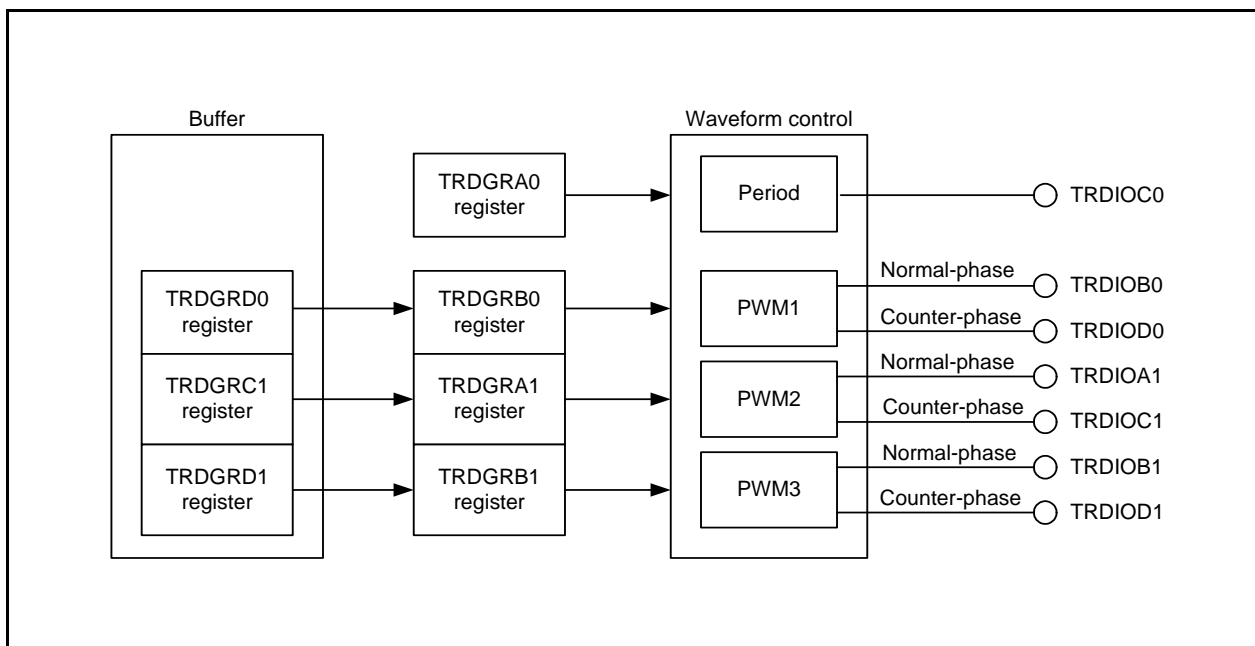 Buffer
Waveform control
TRDGRA0
register
Period
TRDIOC0
TRDGRD0
register
TRDGRB0
register
PWM1
Normal-phase
TRDIOB0
Counter-phase
TRDIOD0
TRDGRC1
register
TRDGRA1
register
PWM2
Normal-phase
TRDIOA1
Counter-phase
TRDIOC1
TRDGRD1
register
TRDGRB1
register
PWM3
Normal-phase
TRDIOB1
Counter-phase
TRDIOD1